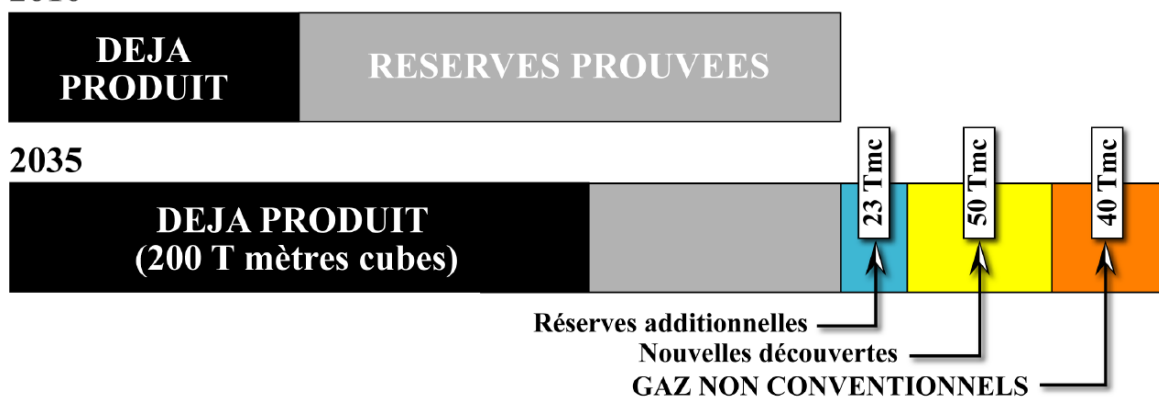 DEJA
PRODUIT
RESERVES PROUVEES
2035
DEJA PRODUIT
(200 T mètres cubes)
23 Tmc
50 Tmc
40 Tmc
Réserves additionnelles
Nouvelles découvertes
GAZ NON CONVENTIONNELS